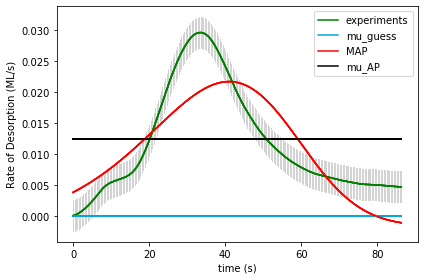 experiments
mu_guess
MAP
mu_AP
Rate of Desorption (ML/s)
0.030
0.025
0.020
0.015
0.010
0.005
0.000
0 20 40 60 80
time (s)